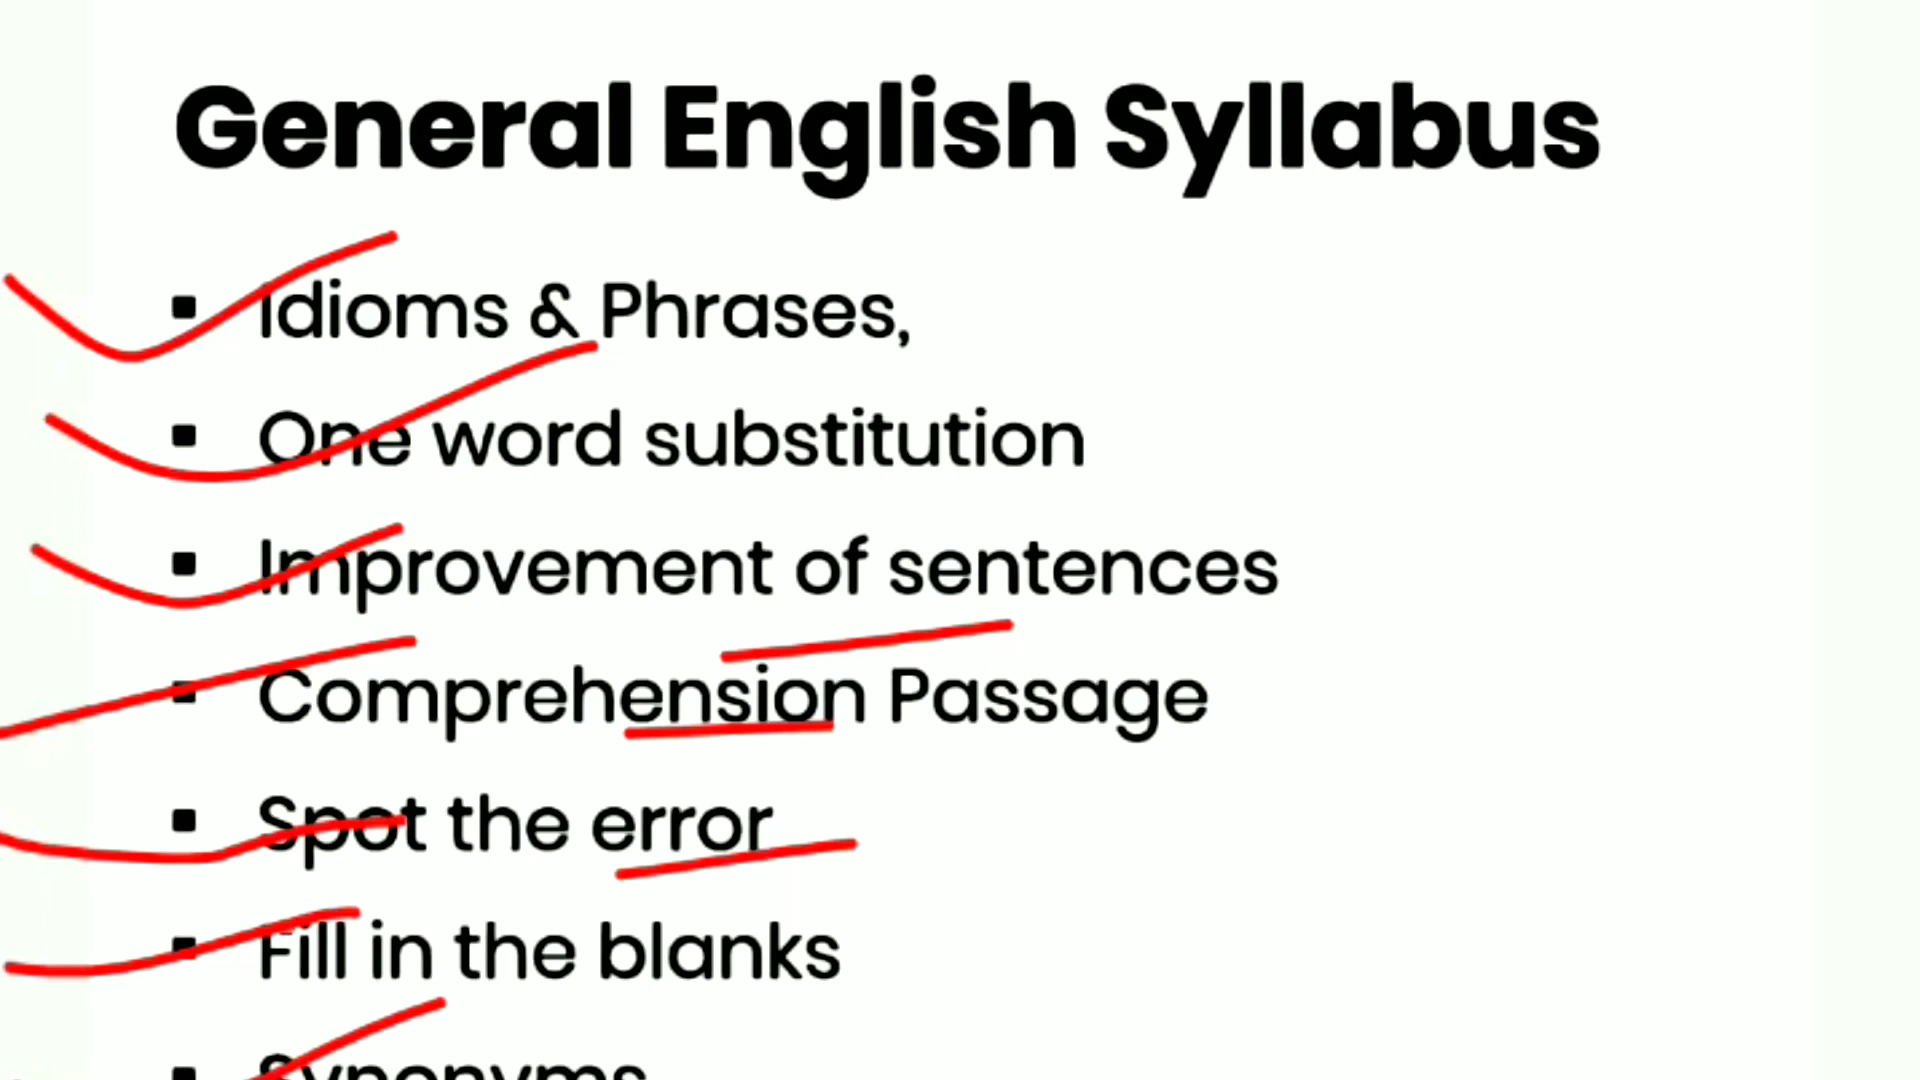 General English Syllabus
▪ Idioms & Phrases,
▪ One word substitution
▪ Improvement of sentences
▪ Comprehension Passage
▪ Spot the error
▪ Fill in the blanks
▪ Synonyms